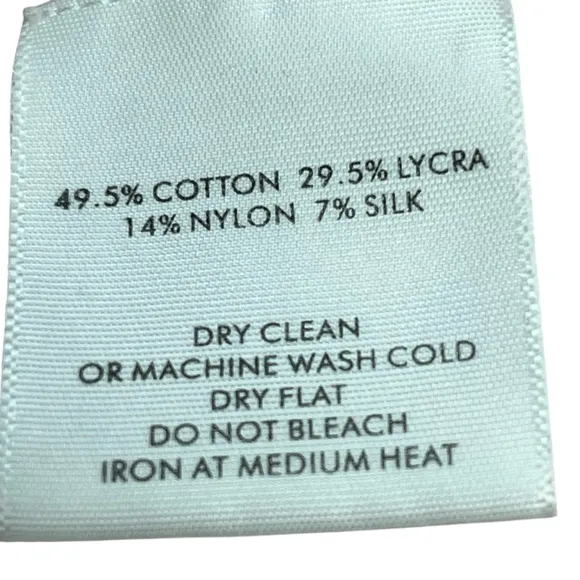 49.5% COTTON 29.5% LYCRA
14% NYLON 7% SILK
DRY CLEAN
OR MACHINE WASH COLD
DRY FLAT
DO NOT BLEACH
IRON AT MEDIUM HEAT